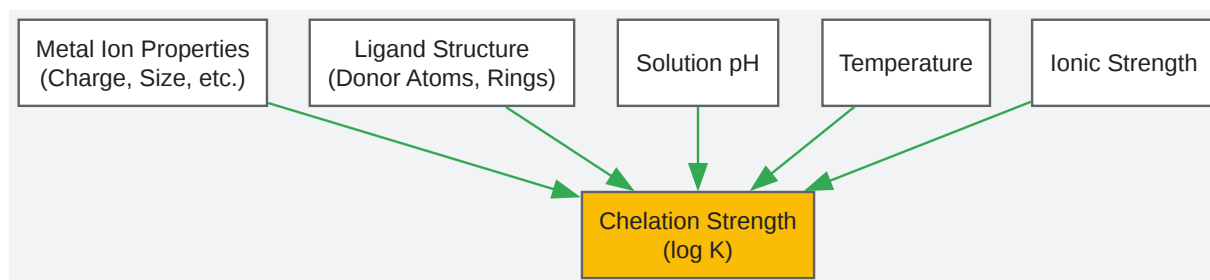 Metal Ion Properties
(Charge, Size, etc.)
Ligand Structure
(Donor Atoms, Rings)
Solution pH
Temperature
Ionic Strength
Chelation Strength
(log K)